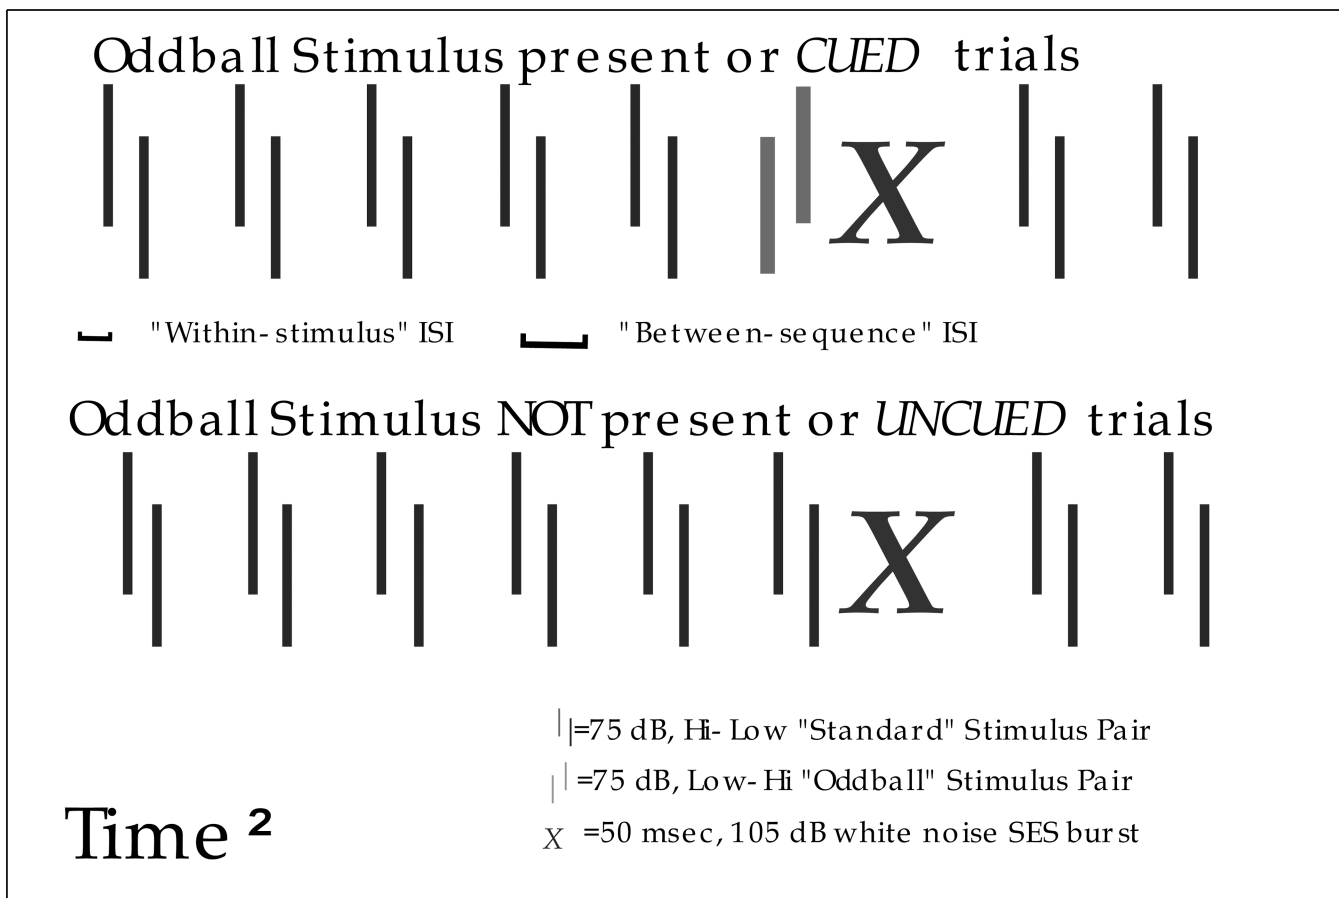 Oddball Stimulus present or CUED trials
X
"Within-stimulus" ISI "Between-sequence" ISI
Oddball Stimulus NOT present or UNCUED trials
X
=75 dB, Hi-Low "Standard" Stimulus Pair
=75 dB, Low-Hi "Oddball" Stimulus Pair
X =50 msec, 105 dB white noise SES burst
Time ²